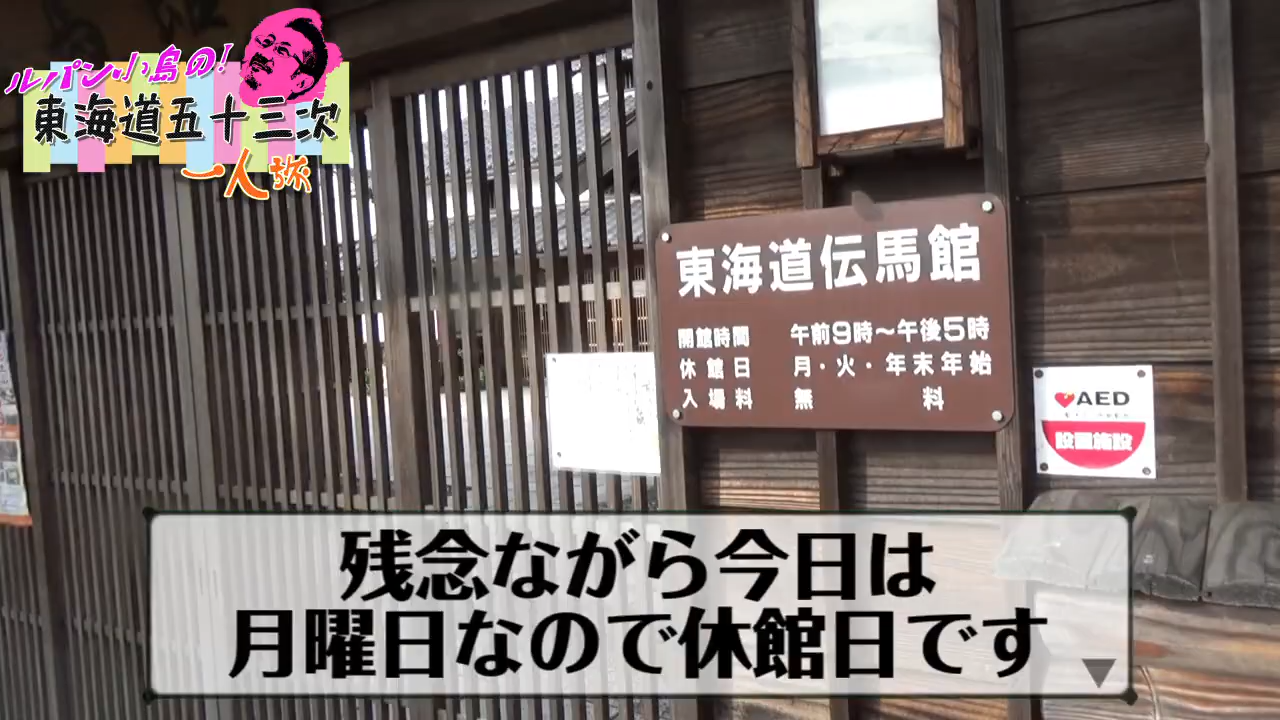 ルパン小島の!
東海道五十三次
一人旅
東海道伝馬館
開館時間 午前9時~午後5時
休館日 月・火・年末年始
入場料 無料
AED
設置施設
残念ながら今日は
月曜日なので休館日です